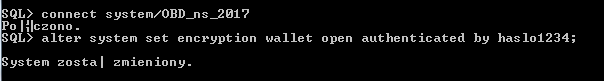 SQL> connect system/OBD_ns_2017
Po|¦czono.
SQL> alter system set encryption wallet open authenticated by haslo1234;
System zosta| zmieniony.